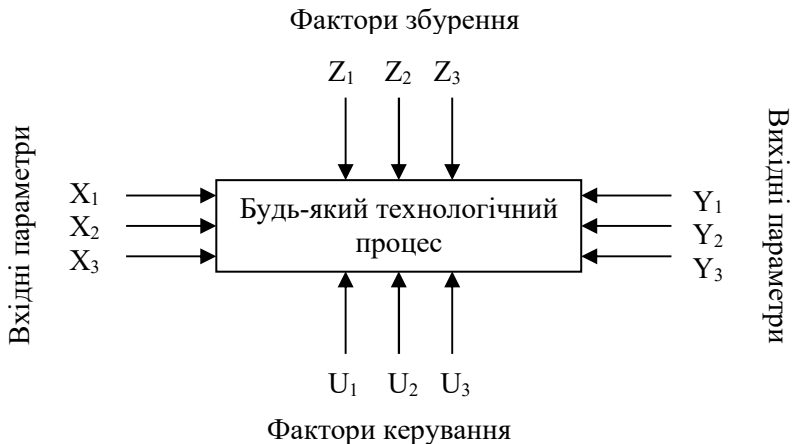 Фактори збурення
Z1 Z2 Z3
Вхідні параметри
X1
X2
X3
Будь-який технологічний
процес
Y1
Y2
Y3
Вихідні параметри
U1 U2 U3
Фактори керування